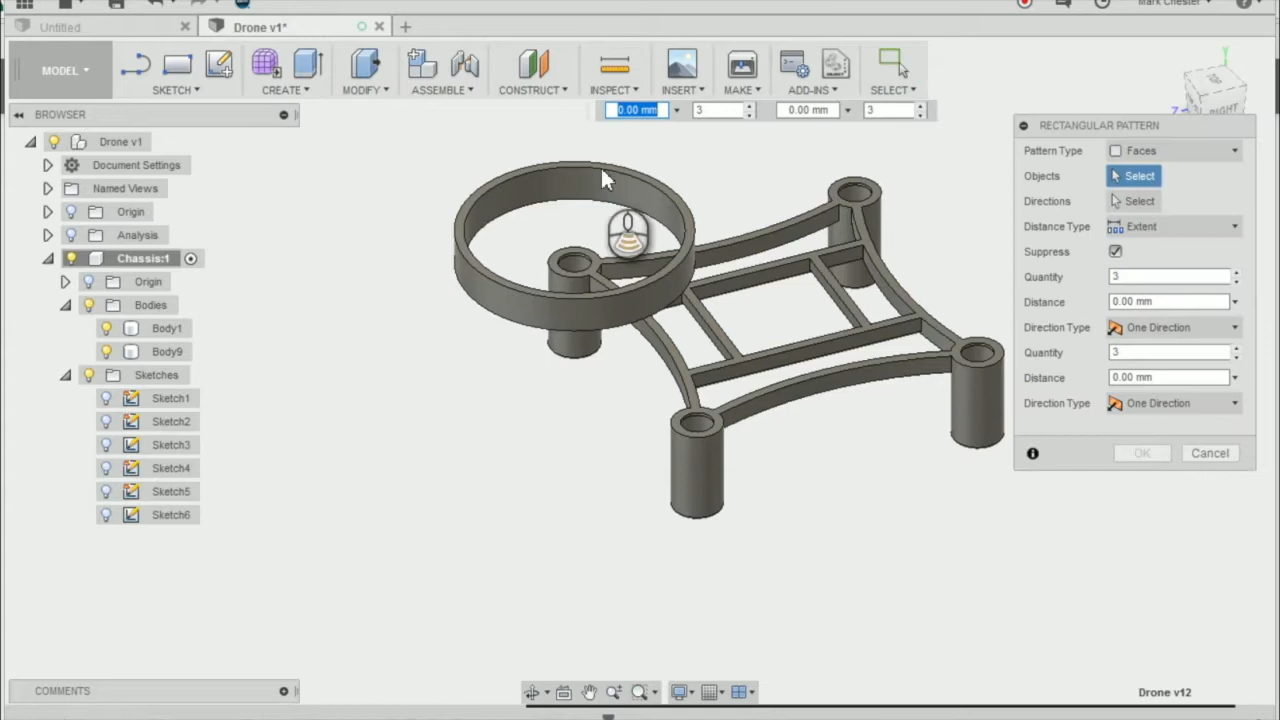 Mark Chester
Untitled
Drone v1*
MODEL
SKETCH
CREATE
MODIFY
ASSEMBLE
CONSTRUCT
INSPECT
INSERT
MAKE
ADD-INS
SELECT
0.00 mm
3
0.00 mm
3
BROWSER
Drone v1
Document Settings
Named Views
Origin
Analysis
Chassis:1
Origin
Bodies
Body1
Body9
Sketches
Sketch1
Sketch2
Sketch3
Sketch4
Sketch5
Sketch6
RIGHT
Z
RECTANGULAR PATTERN
Pattern Type Faces
Objects Select
Directions Select
Distance Type Extent
Suppress
Quantity 3
Distance 0.00 mm
Direction Type One Direction
Quantity 3
Distance 0.00 mm
Direction Type One Direction
OK Cancel
COMMENTS
Drone v12